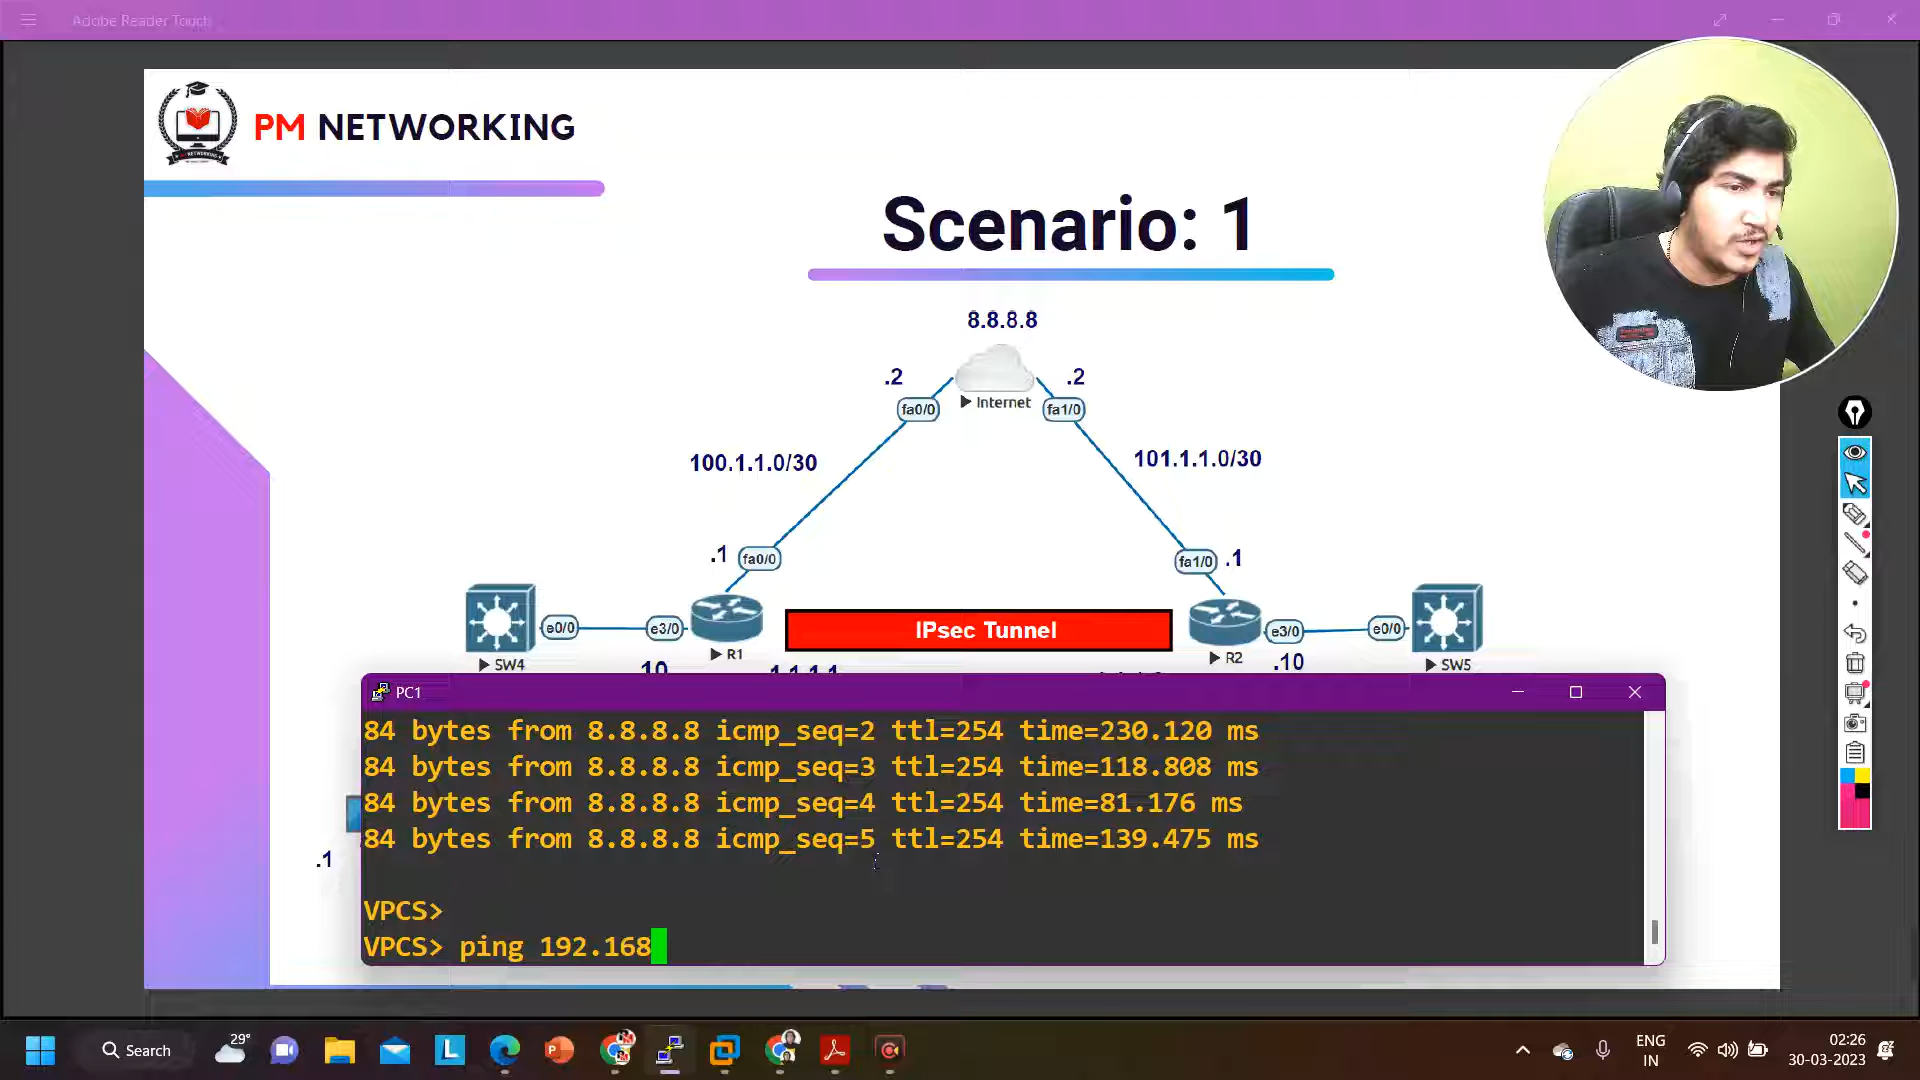 Adobe Reader Touch
PM NETWORKING
Scenario: 1
8.8.8.8
.2
.2
fa0/0
Internet
fa1/0
100.1.1.0/30
101.1.1.0/30
.1
fa0/0
fa1/0
.1
e0/0
e3/0
IPsec Tunnel
e3/0
e0/0
SW4
R1
R2
.10
SW5
.10
PC1
84 bytes from 8.8.8.8 icmp_seq=2 ttl=254 time=230.120 ms
84 bytes from 8.8.8.8 icmp_seq=3 ttl=254 time=118.808 ms
84 bytes from 8.8.8.8 icmp_seq=4 ttl=254 time=81.176 ms
84 bytes from 8.8.8.8 icmp_seq=5 ttl=254 time=139.475 ms
.1
VPCS>
VPCS> ping 192.168
Search
29°
ENG
IN
02:26
30-03-2023